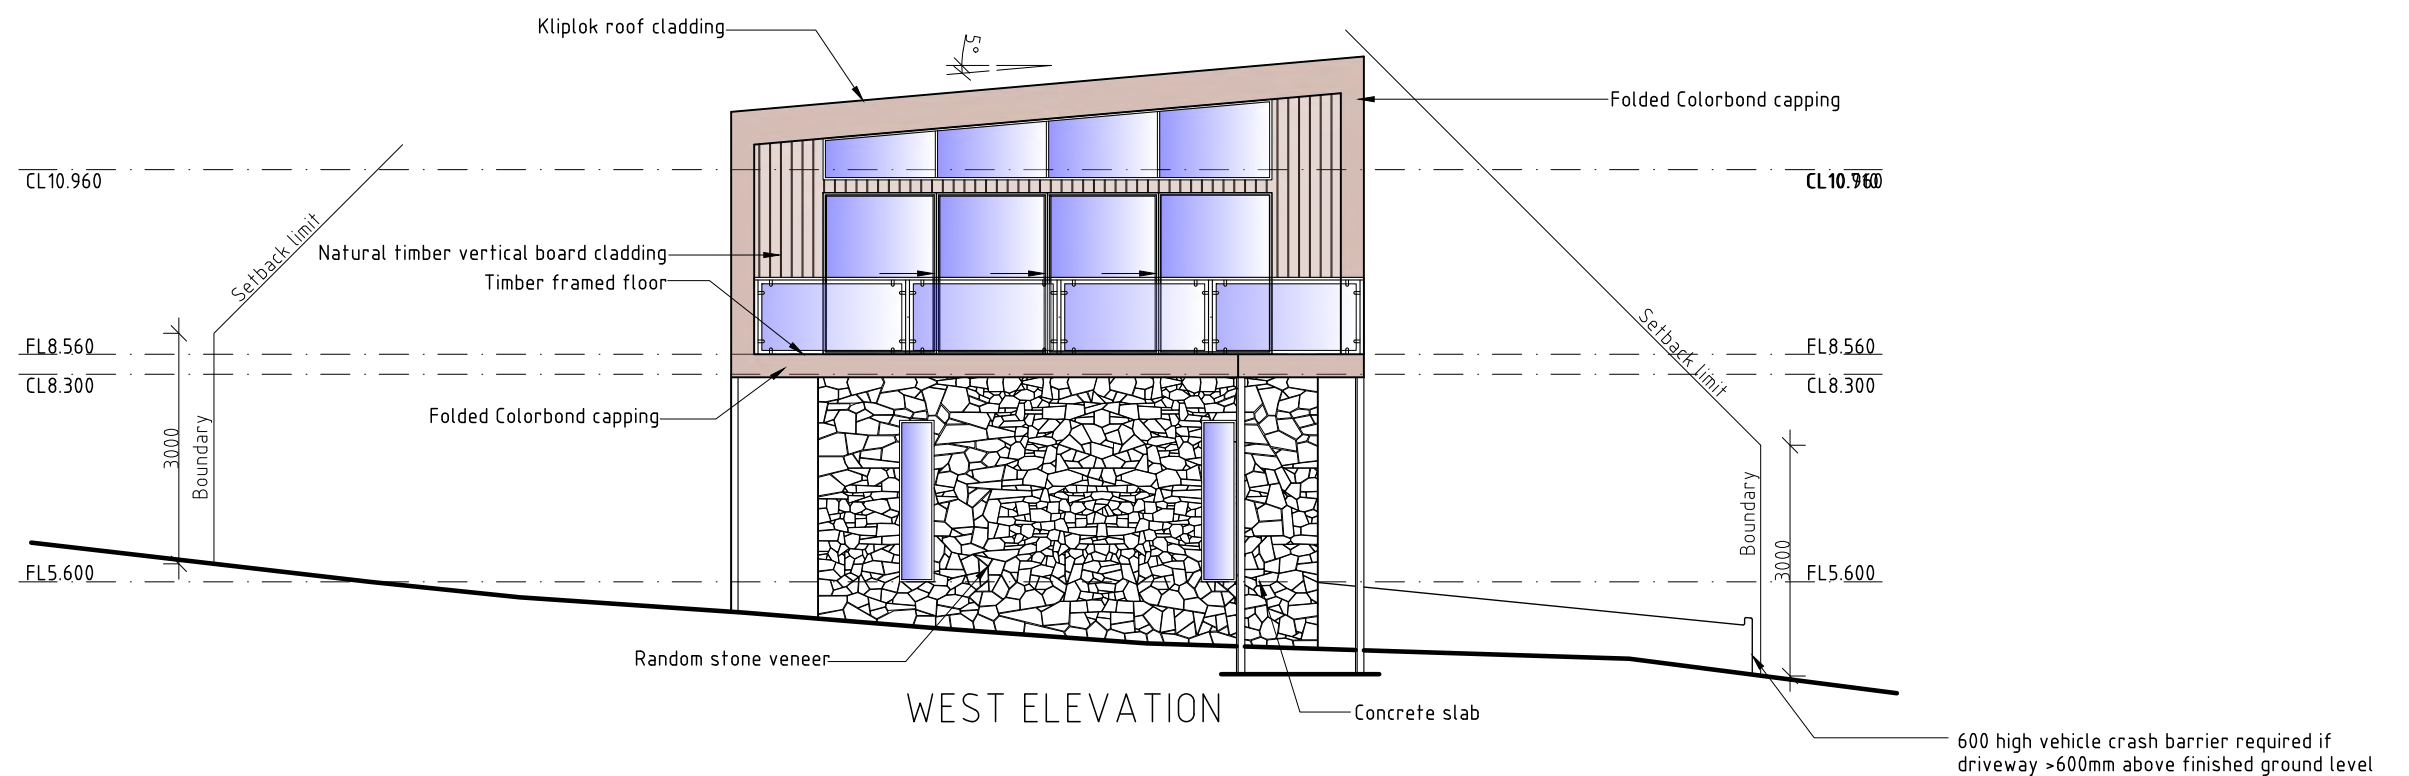 Kliplok roof cladding
5°
Folded Colorbond capping
CL10.960
Setback limit
Natural timber vertical board cladding
Timber framed floor
Setback limit
FL8.560
FL8.560
CL8.300
CL8.300
Folded Colorbond capping
3000
Boundary
Boundary
3000
FL5.600
FL5.600
Random stone veneer
WEST ELEVATION
Concrete slab
600 high vehicle crash barrier required if
driveway >600mm above finished ground level